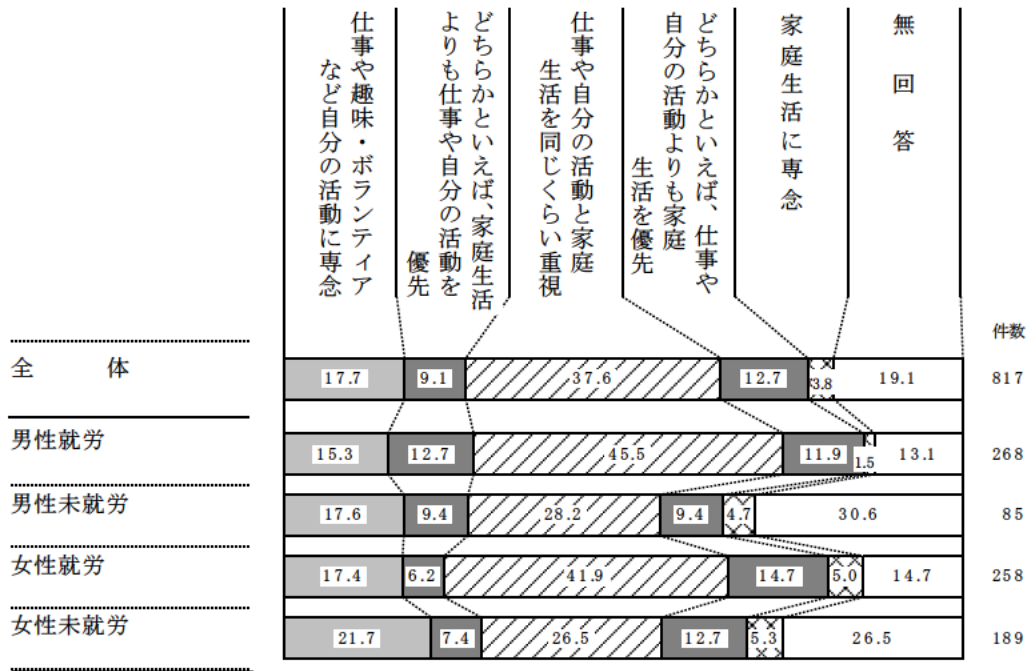 仕事や趣味・ボランティア
など自分の活動に専念
どちらかといえば、家庭生活
よりも仕事や自分の活動を
優先
仕事や自分の活動と家庭
生活を同じくらい重視
どちらかといえば、仕事や
自分の活動よりも家庭
生活を優先
家庭生活に専念
無回答
件数
全 体 17.7 9.1 37.6 12.7 3.8 19.1 817
男性就労 15.3 12.7 45.5 11.9 1.5 13.1 268
男性未就労 17.6 9.4 28.2 9.4 4.7 30.6 85
女性就労 17.4 6.2 41.9 14.7 5.0 14.7 258
女性未就労 21.7 7.4 26.5 12.7 5.3 26.5 189